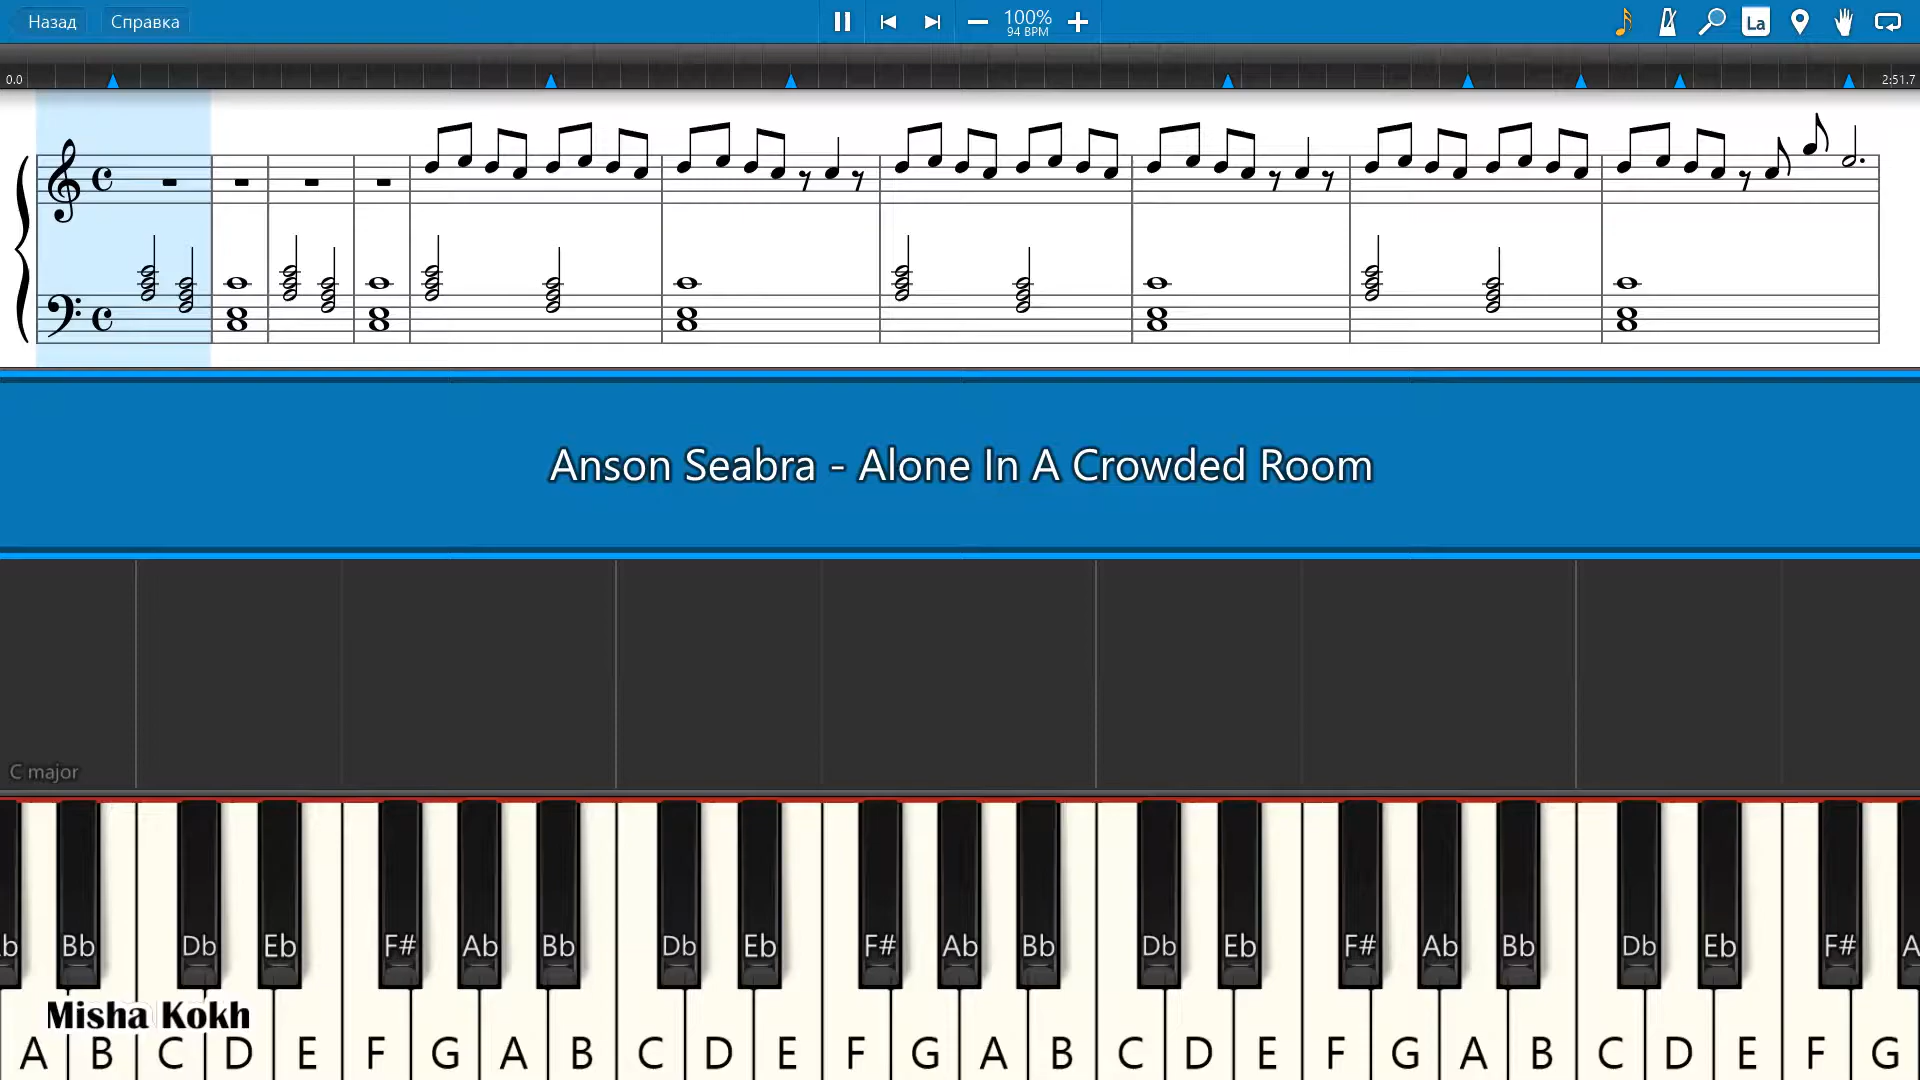 Назад Справка 100% La
94 BPM
0.0 2:51.7
Anson Seabra - Alone In A Crowded Room
C major
b Bb Db Eb F# Ab Bb Db Eb F# Ab Bb Db Eb F# Ab Bb Db Eb F# A
Misha Kokh
A B C D E F G A B C D E F G A B C D E F G A B C D E F G